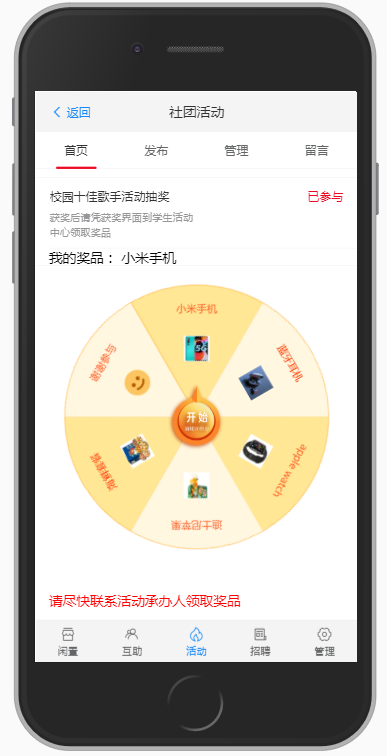 返回
社团活动
首页
发布
管理
留言
校园十佳歌手活动抽奖
已参与
获奖后请凭获奖界面到学生活动
中心领取奖品
我的奖品： 小米手机
小米手机
谢谢参与
蓝牙耳机
开始
apple watch
迪士尼苹果
请尽快联系活动承办人领取奖品
闲置
互助
活动
招聘
管理